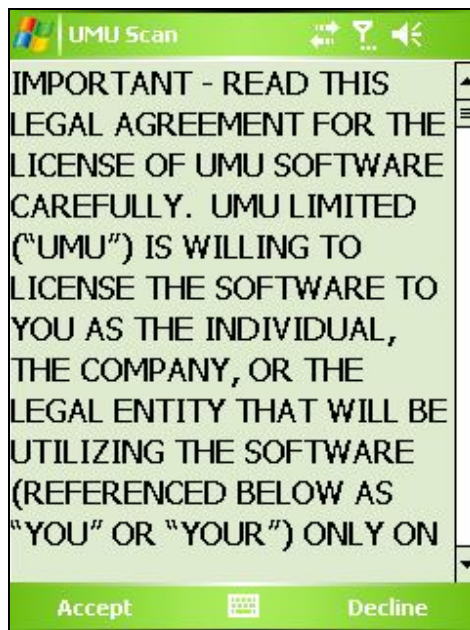 UMU Scan
IMPORTANT - READ THIS
LEGAL AGREEMENT FOR THE
LICENSE OF UMU SOFTWARE
CAREFULLY.  UMU LIMITED
(“UMU”) IS WILLING TO
LICENSE THE SOFTWARE TO
YOU AS THE INDIVIDUAL,
THE COMPANY, OR THE
LEGAL ENTITY THAT WILL BE
UTILIZING THE SOFTWARE
(REFERENCED BELOW AS
“YOU” OR “YOUR”) ONLY ON
Accept Decline